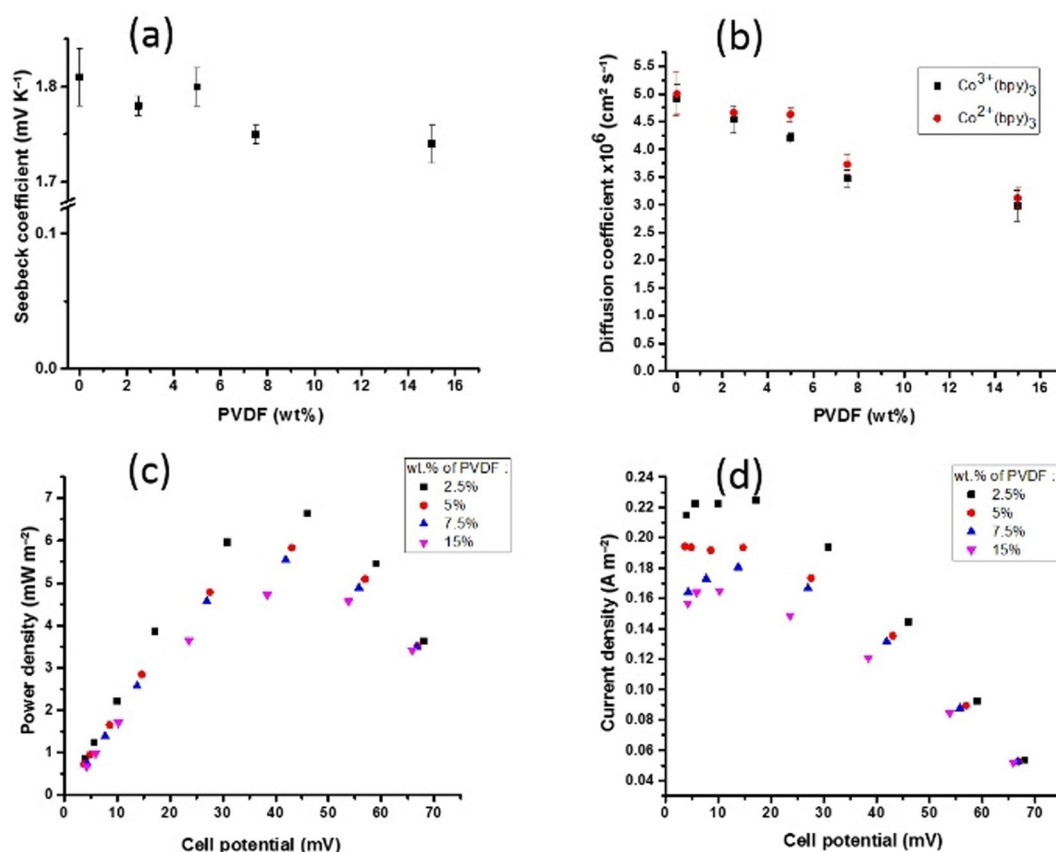 (a)
Seebeck coefficient (mV K⁻¹)
1.8
1.7
0.1
0.0
0 2 4 6 8 10 12 14 16
PVDF (wt%)
(b)
Diffusion coefficient x10⁶ (cm² s⁻¹)
5.5
5.0
4.5
4.0
3.5
3.0
2.5
2.0
1.5
1.0
0.5
0.0
Co³⁺(bpy)₃
Co²⁺(bpy)₃
0 2 4 6 8 10 12 14 16
PVDF (wt%)
(c)
Power density (mW m⁻²)
7
6
5
4
3
2
1
0
wt.% of PVDF :
2.5%
5%
7.5%
15%
0 10 20 30 40 50 60 70
Cell potential (mV)
(d)
Current density (A m⁻²)
0.24
0.22
0.20
0.18
0.16
0.14
0.12
0.10
0.08
0.06
0.04
wt.% of PVDF :
2.5%
5%
7.5%
15%
0 10 20 30 40 50 60 70
Cell potential (mV)